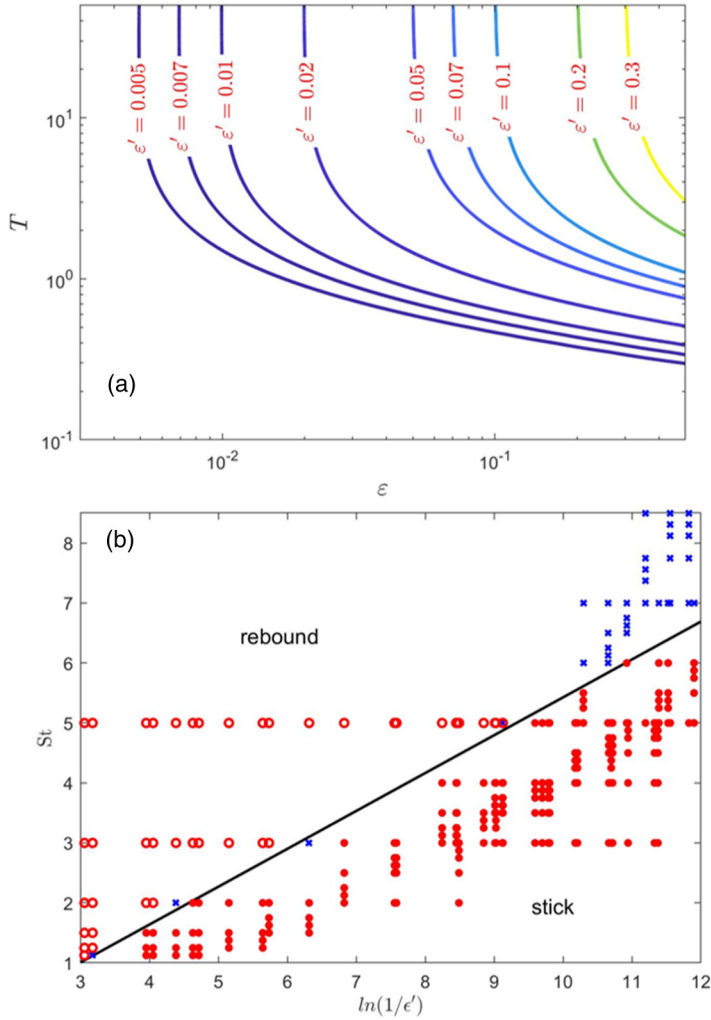 10¹
T
10⁰
10⁻¹
ε′ = 0.005
ε′ = 0.007
ε′ = 0.01
ε′ = 0.02
ε′ = 0.05
ε′ = 0.07
ε′ = 0.1
ε′ = 0.2
ε′ = 0.3
(a)
10⁻² 10⁻¹
ε
(b)
8
7
6
5
4
3
2
1
St
rebound
stick
3 4 5 6 7 8 9 10 11 12
ln(1/ϵ′)